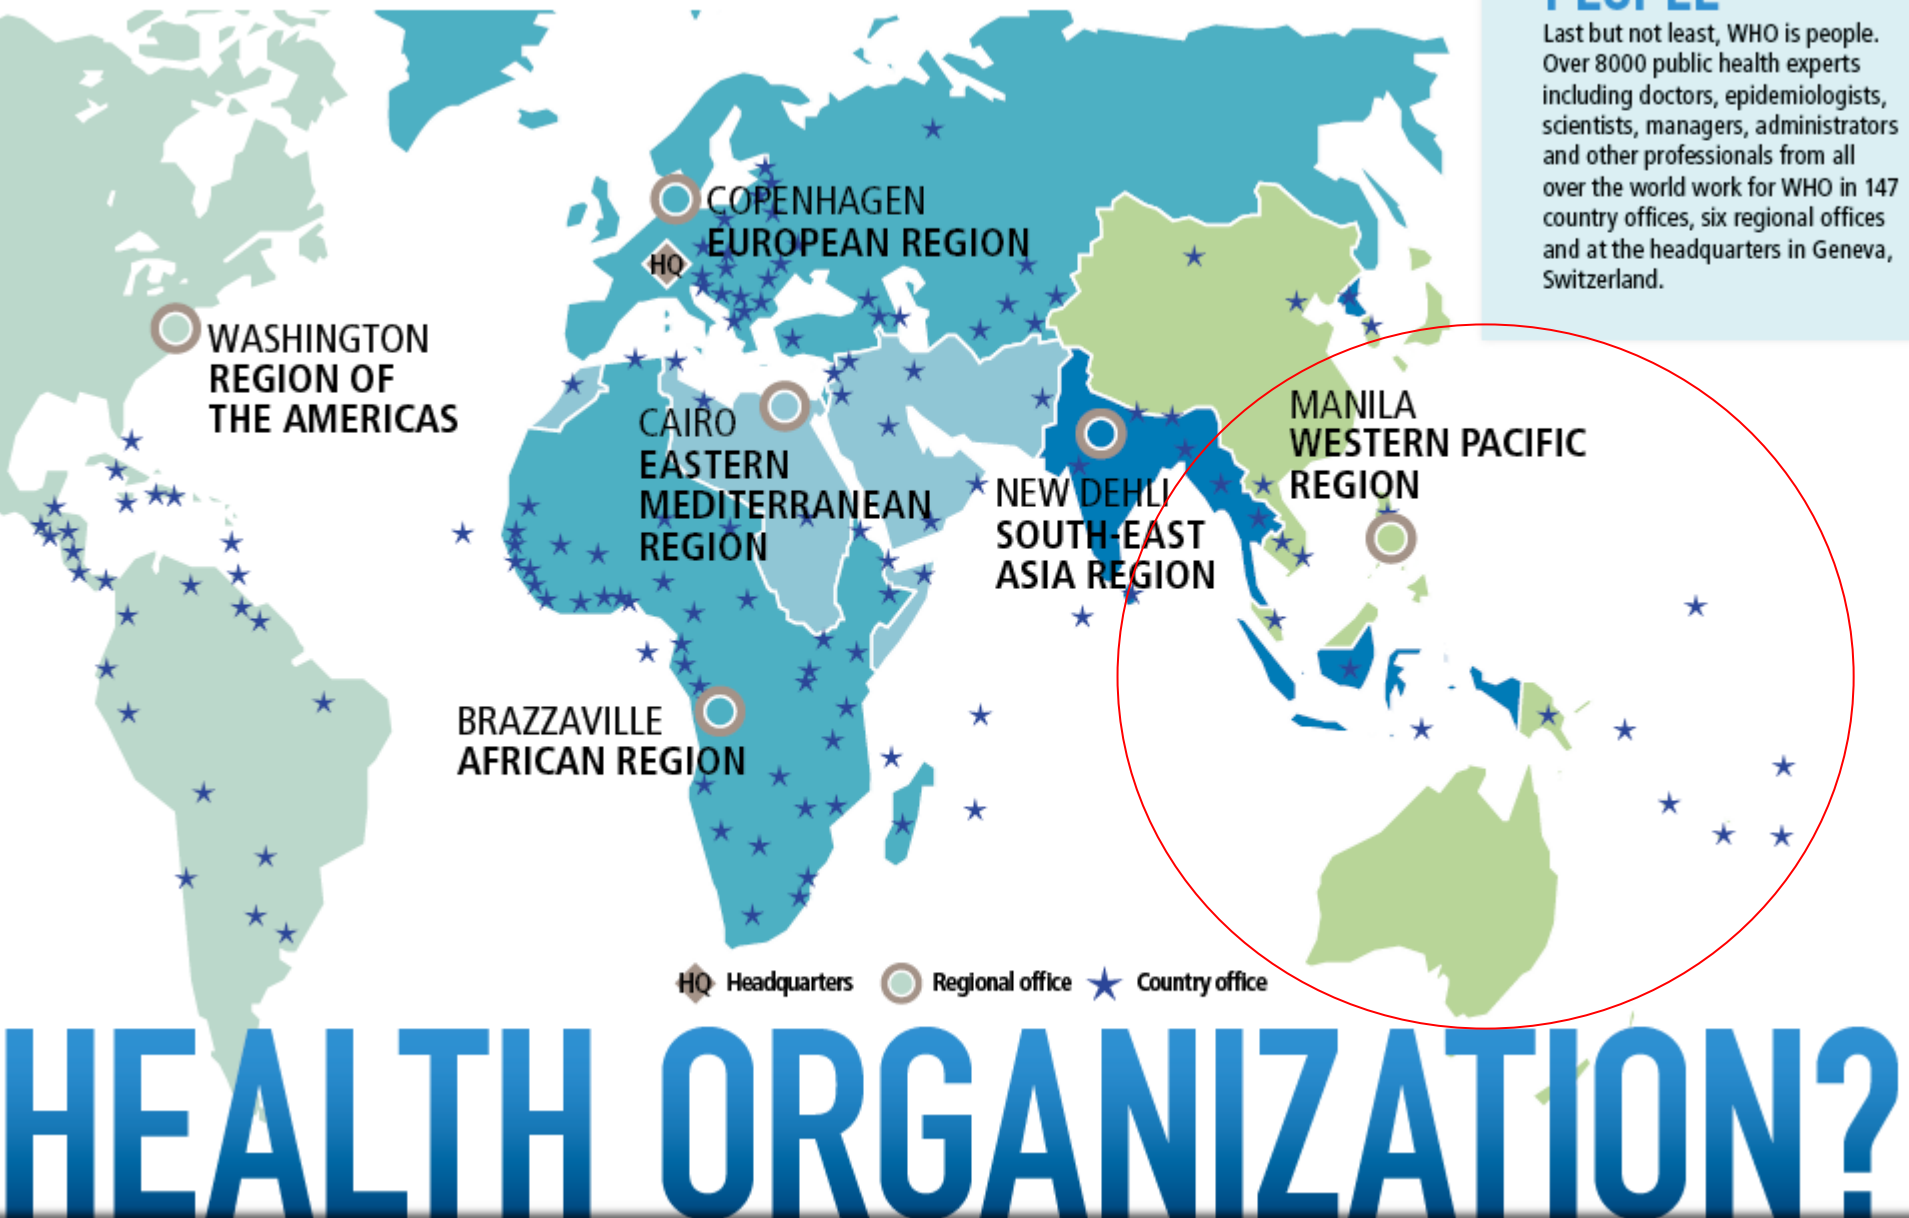 PEOPLE
Last but not least, WHO is people.
Over 8000 public health experts
including doctors, epidemiologists,
scientists, managers, administrators
and other professionals from all
over the world work for WHO in 147
country offices, six regional offices
and at the headquarters in Geneva,
Switzerland.
COPENHAGEN
EUROPEAN REGION
HQ
WASHINGTON
REGION OF
THE AMERICAS
CAIRO
EASTERN
MEDITERRANEAN
REGION
MANILA
WESTERN PACIFIC
REGION
NEW DEHLI
SOUTH-EAST
ASIA REGION
BRAZZAVILLE
AFRICAN REGION
HQ Headquarters Regional office Country office
HEALTH ORGANIZATION?